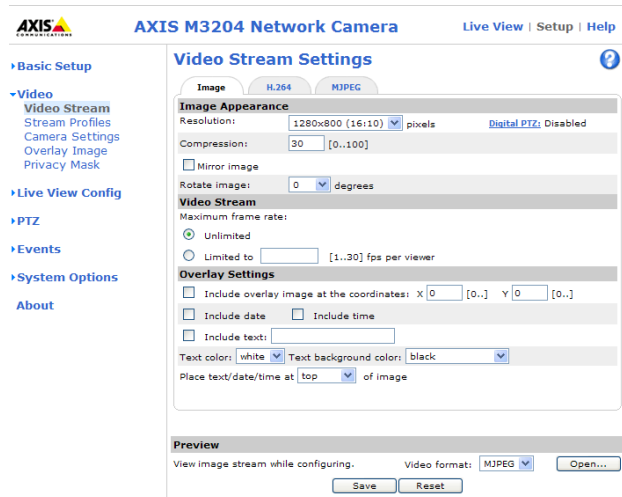 AXIS
COMMUNICATIONS
AXIS M3204 Network Camera
Live View | Setup | Help
Basic Setup
Video
Video Stream
Stream Profiles
Camera Settings
Overlay Image
Privacy Mask
Live View Config
PTZ
Events
System Options
About
Video Stream Settings
?
Image H.264 MJPEG
Image Appearance
Resolution: 1280x800 (16:10) pixels Digital PTZ: Disabled
Compression: 30 [0..100]
Mirror image
Rotate image: 0 degrees
Video Stream
Maximum frame rate:
Unlimited
Limited to [1..30] fps per viewer
Overlay Settings
Include overlay image at the coordinates: X 0 [0..] Y 0 [0..]
Include date Include time
Include text:
Text color: white Text background color: black
Place text/date/time at top of image
Preview
View image stream while configuring. Video format: MJPEG Open...
Save Reset